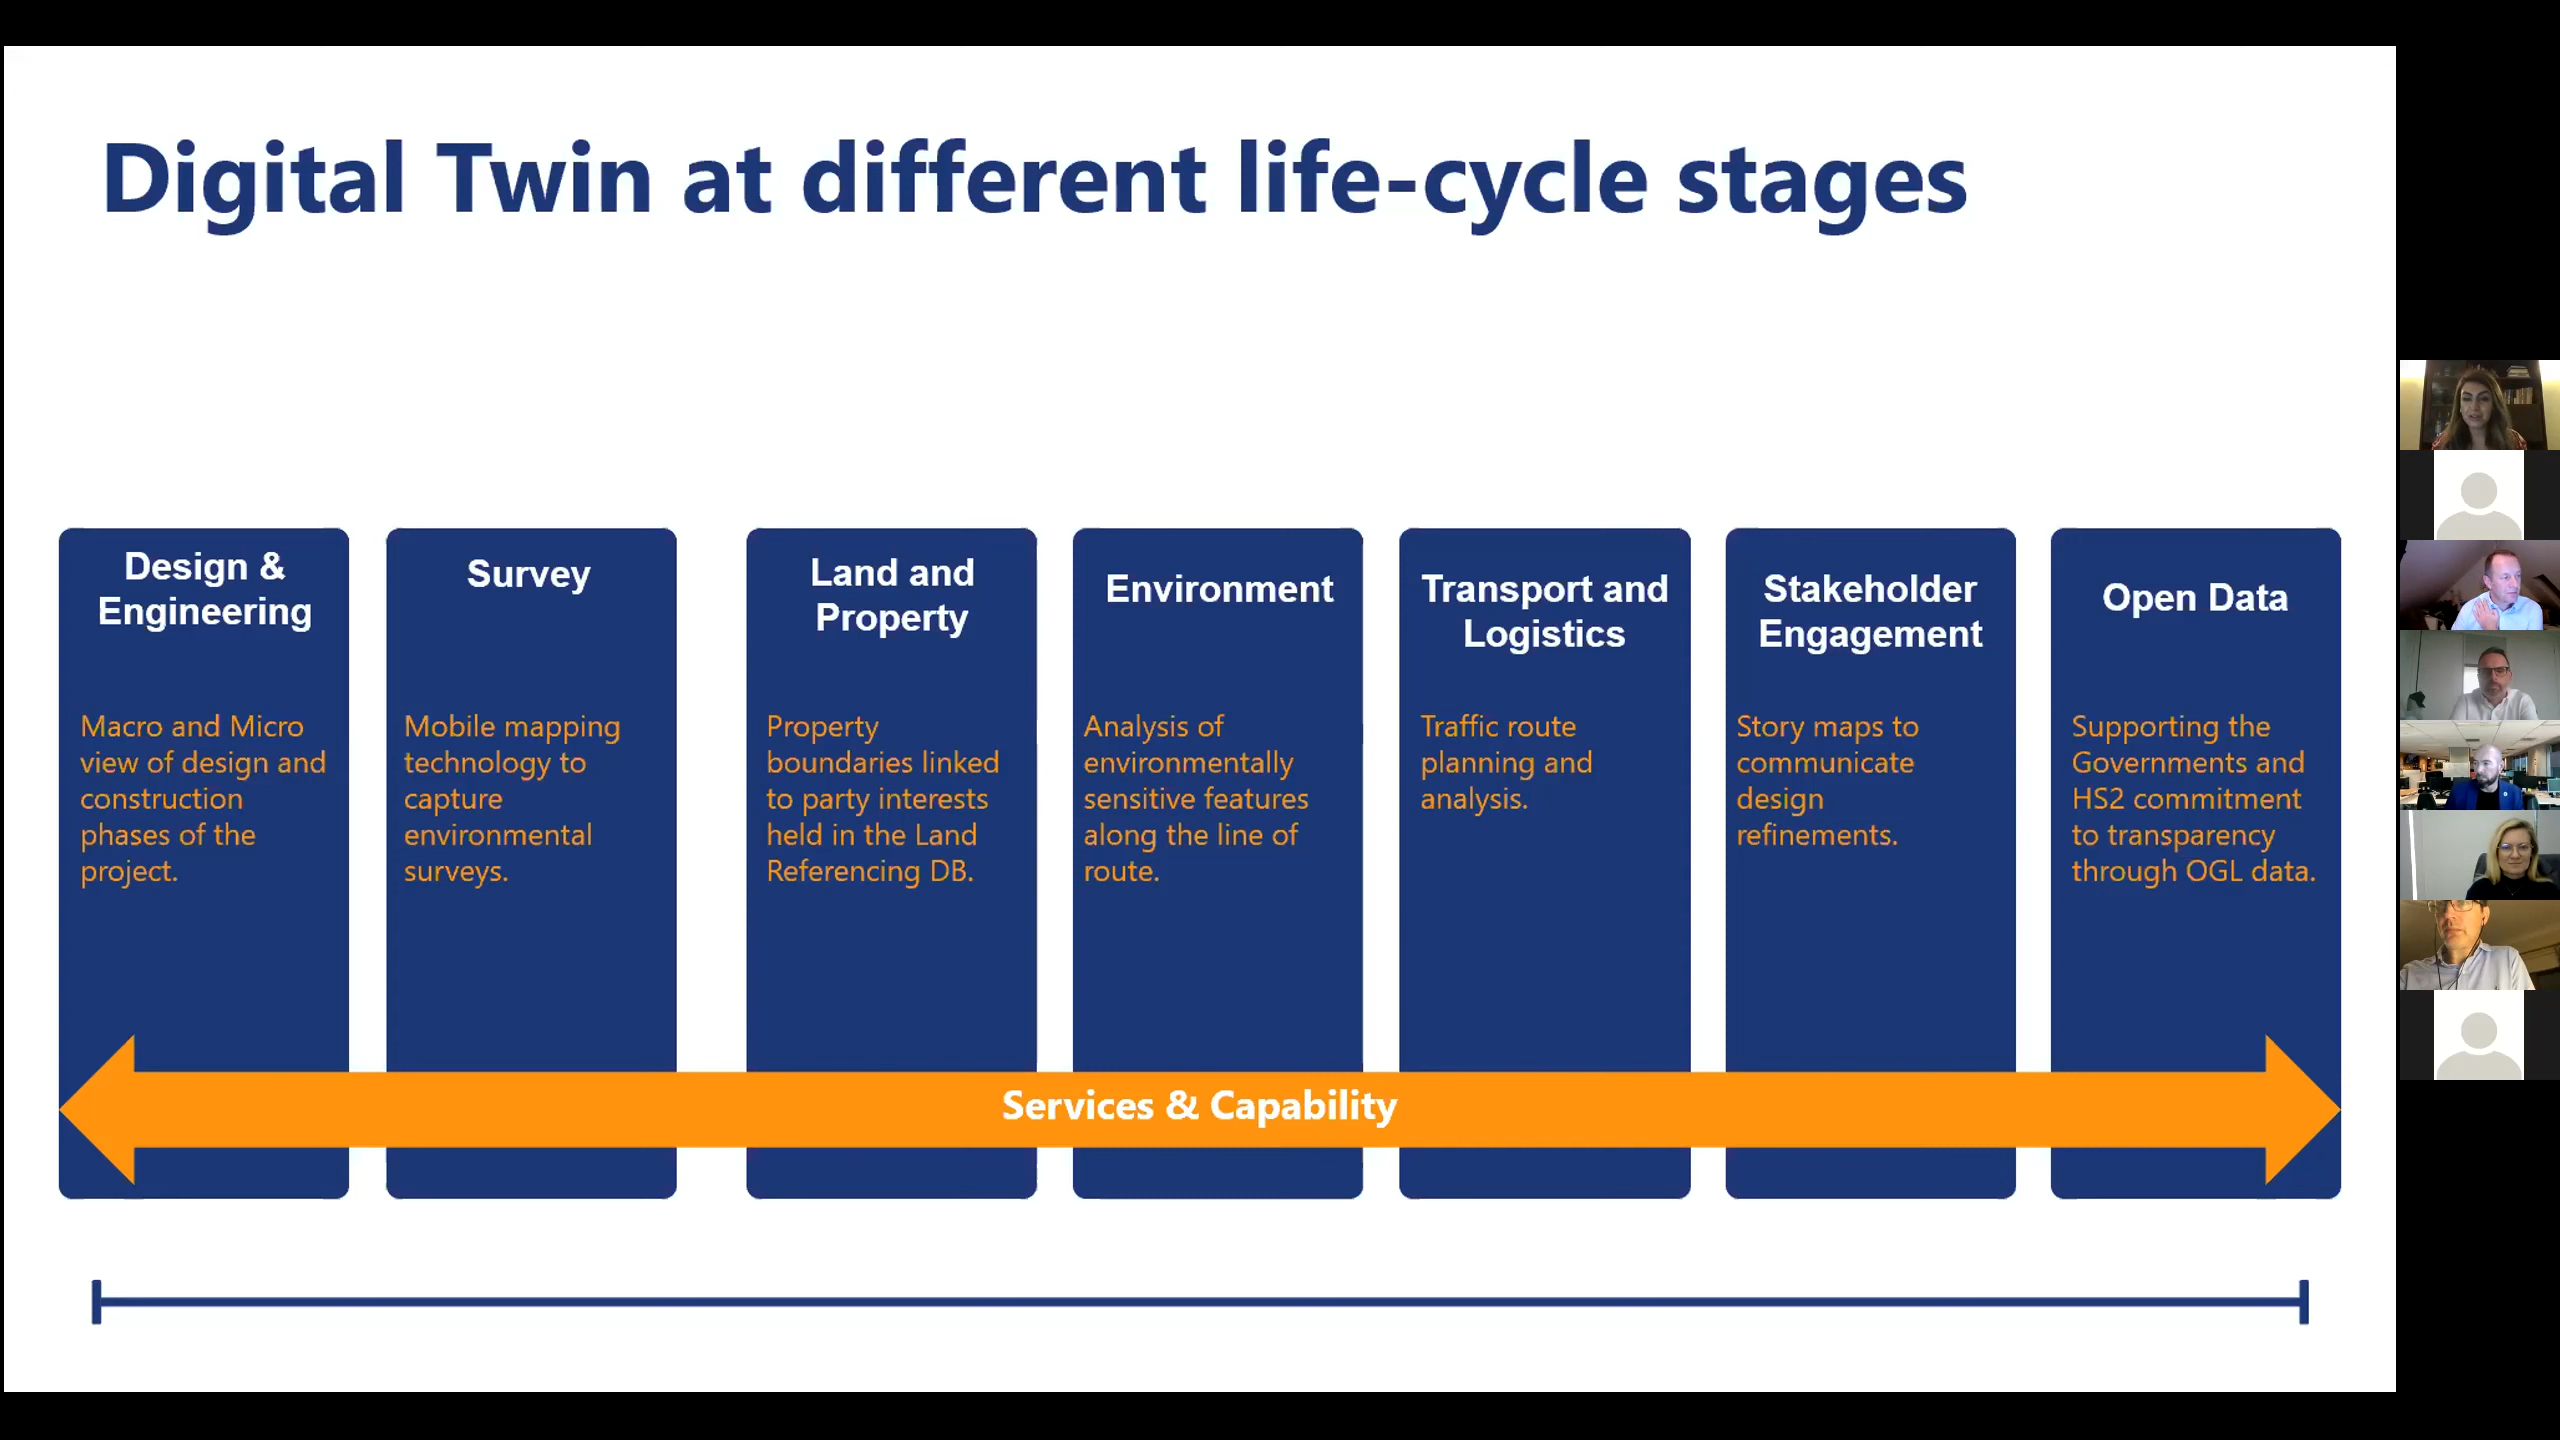 Digital Twin at different life-cycle stages
Design &
Engineering
Macro and Micro
view of design and
construction
phases of the
project.
Survey
Mobile mapping
technology to
capture
environmental
surveys.
Land and
Property
Property
boundaries linked
to party interests
held in the Land
Referencing DB.
Environment
Analysis of
environmentally
sensitive features
along the line of
route.
Transport and
Logistics
Traffic route
planning and
analysis.
Stakeholder
Engagement
Story maps to
communicate
design
refinements.
Open Data
Supporting the
Governments and
HS2 commitment
to transparency
through OGL data.
Services & Capability